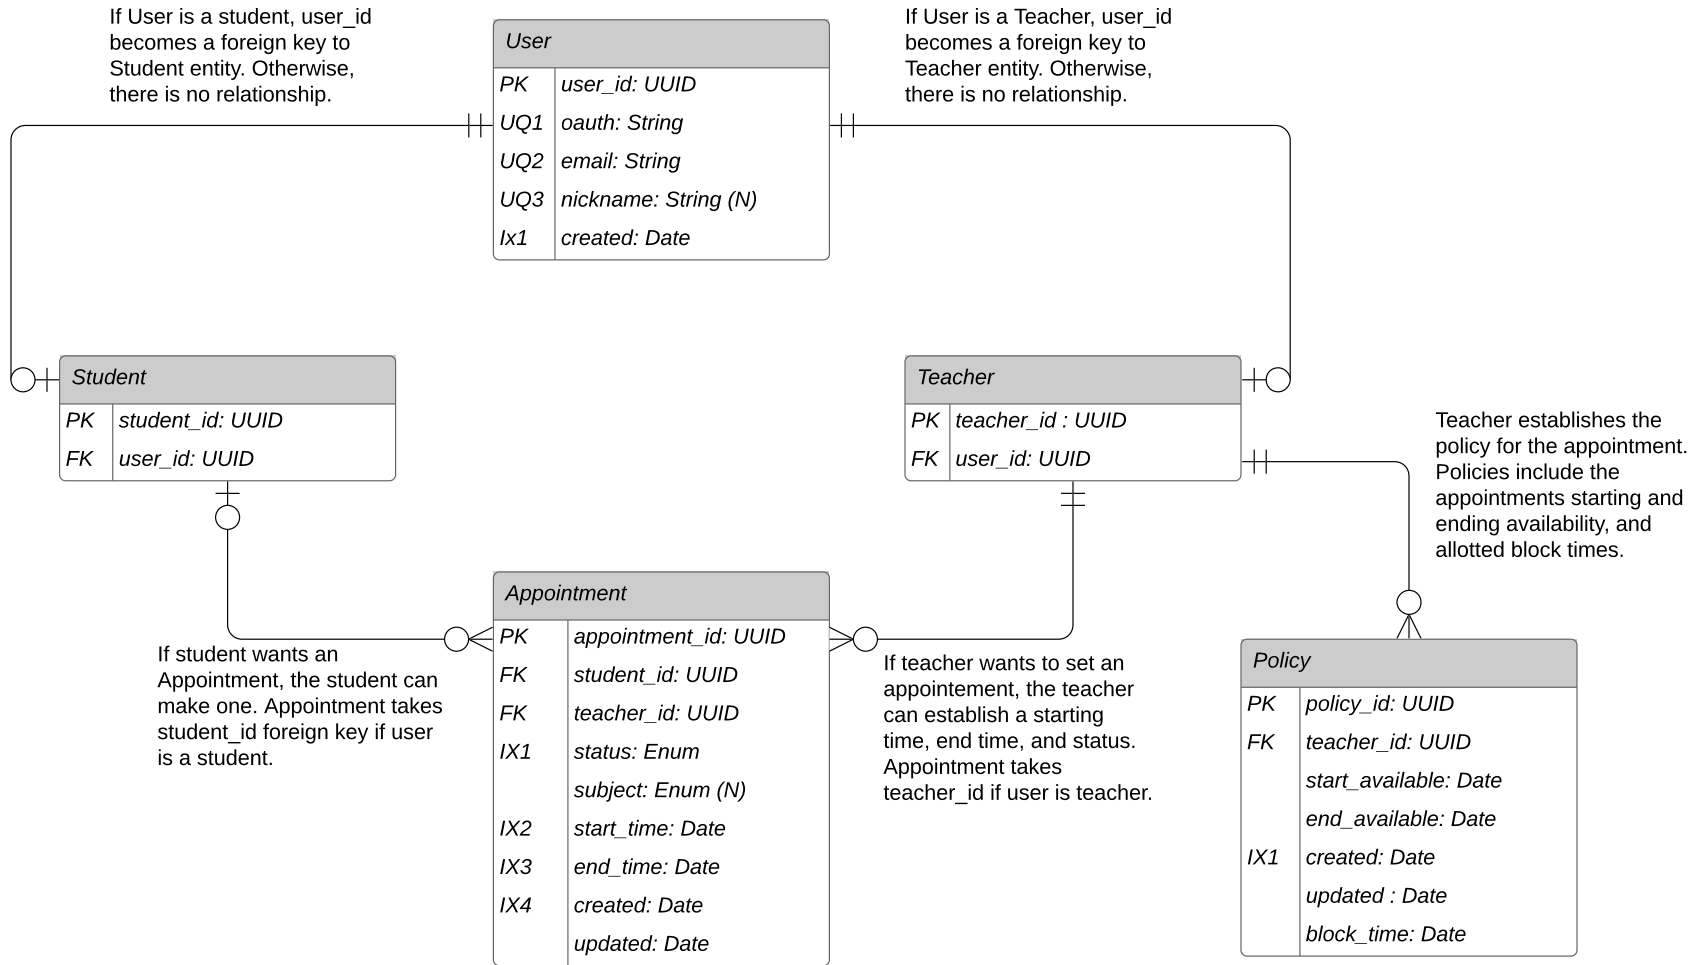 If User is a student, user_id
becomes a foreign key to
Student entity. Otherwise,
there is no relationship.
User
PK user_id: UUID
UQ1 oauth: String
UQ2 email: String
UQ3 nickname: String (N)
Ix1 created: Date
If User is a Teacher, user_id
becomes a foreign key to
Teacher entity. Otherwise,
there is no relationship.
Student
PK student_id: UUID
FK user_id: UUID
Teacher
PK teacher_id : UUID
FK user_id: UUID
Teacher establishes the
policy for the appointment.
Policies include the
appointments starting and
ending availability, and
allotted block times.
If student wants an
Appointment, the student can
make one. Appointment takes
student_id foreign key if user
is a student.
Appointment
PK appointment_id: UUID
FK student_id: UUID
FK teacher_id: UUID
IX1 status: Enum
subject: Enum (N)
IX2 start_time: Date
IX3 end_time: Date
IX4 created: Date
updated: Date
If teacher wants to set an
appointement, the teacher
can establish a starting
time, end time, and status.
Appointment takes
teacher_id if user is teacher.
Policy
PK policy_id: UUID
FK teacher_id: UUID
start_available: Date
end_available: Date
IX1 created: Date
updated : Date
block_time: Date